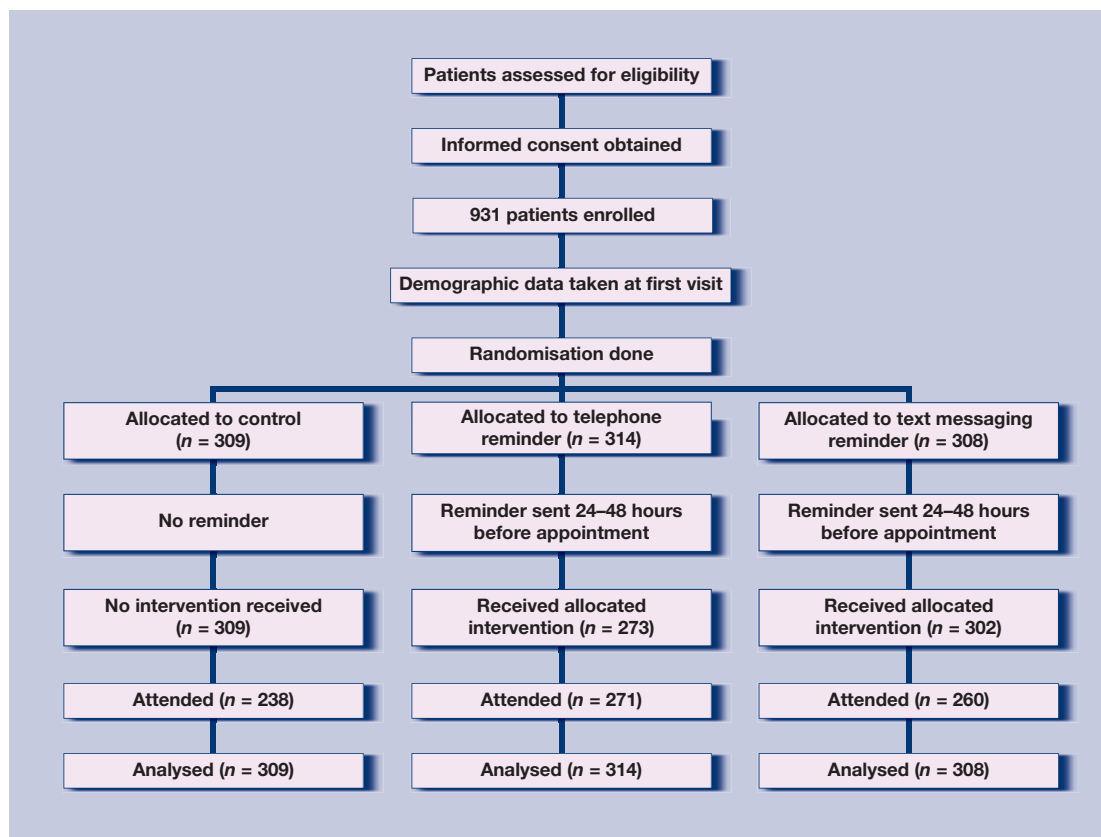 Patients assessed for eligibility
Informed consent obtained
931 patients enrolled
Demographic data taken at first visit
Randomisation done
Allocated to control
(n = 309)
Allocated to telephone
reminder (n = 314)
Allocated to text messaging
reminder (n = 308)
No reminder
Reminder sent 24–48 hours
before appointment
Reminder sent 24–48 hours
before appointment
No intervention received
(n = 309)
Received allocated
intervention (n = 273)
Received allocated
intervention (n = 302)
Attended (n = 238)
Attended (n = 271)
Attended (n = 260)
Analysed (n = 309)
Analysed (n = 314)
Analysed (n = 308)